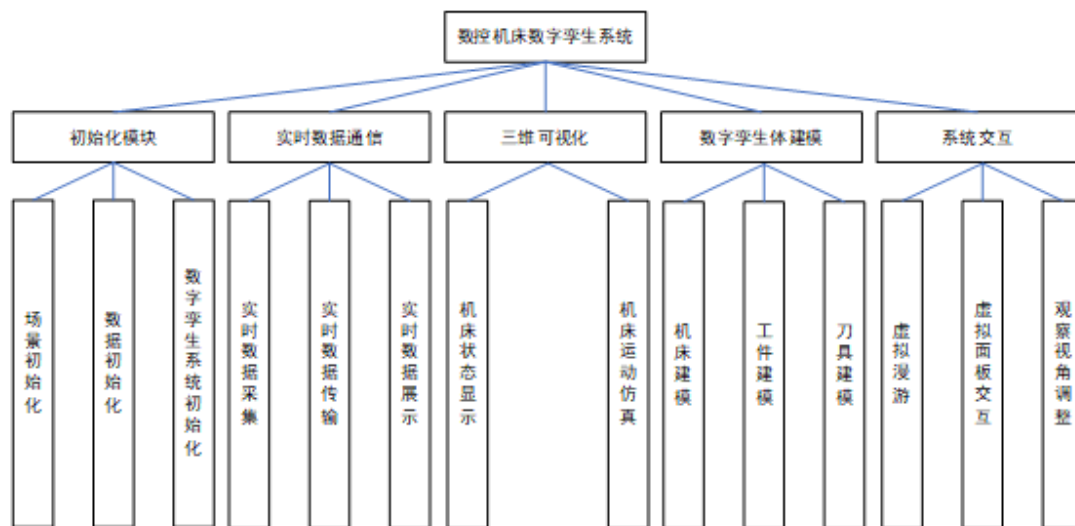 数控机床数字孪生系统
初始化模块
实时数据通信
三维可视化
数字孪生体建模
系统交互
场景初始化
数据初始化
数字孪生系统初始化
实时数据采集
实时数据传输
实时数据展示
机床状态显示
机床运动仿真
机床建模
工件建模
刀具建模
虚拟漫游
虚拟面板交互
观察视角调整